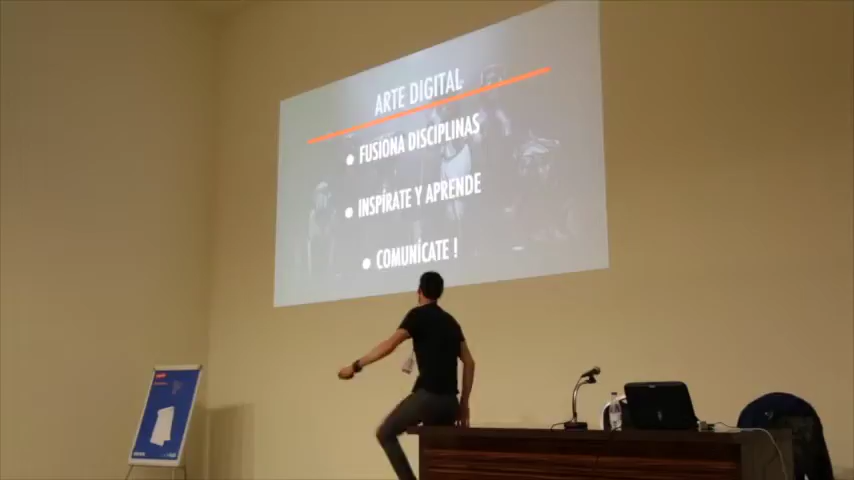 ARTE DIGITAL
● FUSIONA DISCIPLINAS
● INSPÍRATE Y APRENDE
● COMUNÍCATE !